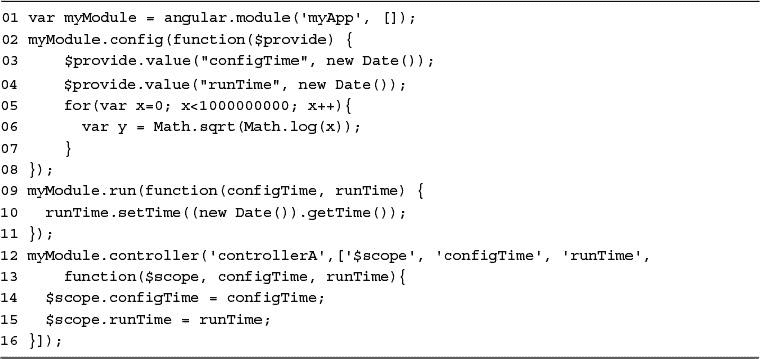 01 var myModule = angular.module('myApp', []);
02 myModule.config(function($provide) {
03     $provide.value("configTime", new Date());
04     $provide.value("runTime", new Date());
05     for(var x=0; x<1000000000; x++){
06       var y = Math.sqrt(Math.log(x));
07     }
08 });
09 myModule.run(function(configTime, runTime) {
10   runTime.setTime((new Date()).getTime());
11 });
12 myModule.controller('controllerA',['$scope', 'configTime', 'runTime',
13     function($scope, configTime, runTime){
14   $scope.configTime = configTime;
15   $scope.runTime = runTime;
16 }]);